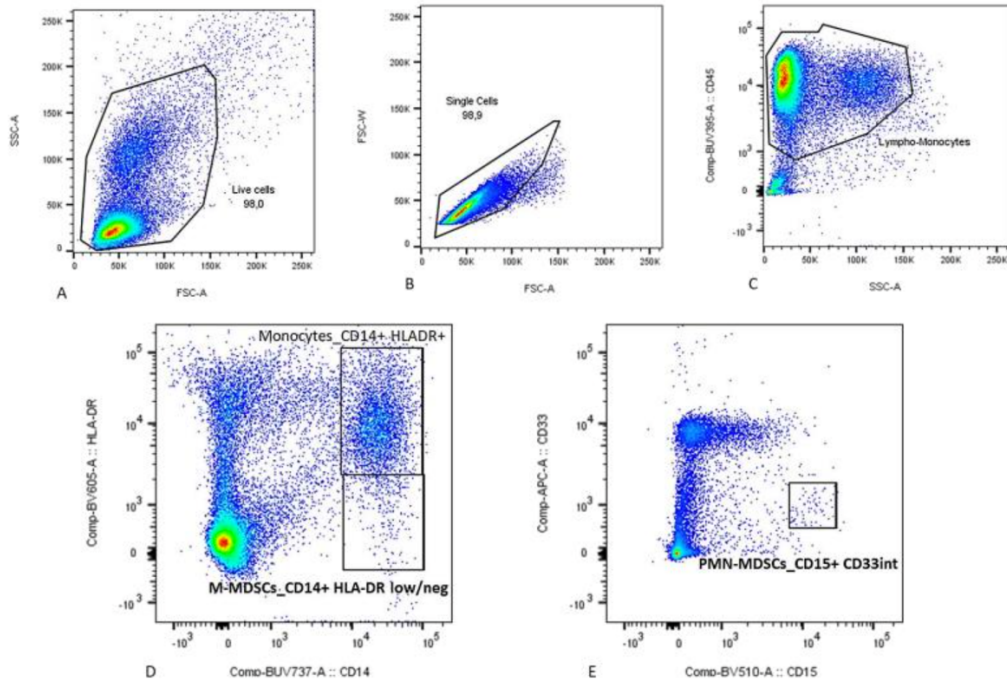 250K
200K
150K
100K
50K
0
SSC-A
Live cells
98,0
0
50K
100K
150K
200K
250K
FSC-A
A
250K
200K
150K
100K
50K
0
FSC-W
Single Cells
98,9
0
50K
100K
150K
200K
250K
FSC-A
B
10^5
10^4
10^3
0
-10^3
Comp-BUV395-A :: CD45
Lympho-Monocytes
0
50K
100K
150K
200K
250K
SSC-A
C
Monocytes_CD14+ HLADR+
10^5
10^4
10^3
0
-10^3
Comp-BV605-A :: HLA-DR
M-MDSCs_CD14+ HLA-DR low/neg
-10^3
0
10^3
10^4
10^5
Comp-BUV737-A :: CD14
D
10^5
10^4
10^3
0
-10^3
Comp-APC-A :: CD33
PMN-MDSCs_CD15+ CD33int
-10^3
0
10^3
10^4
10^5
Comp-BV510-A :: CD15
E